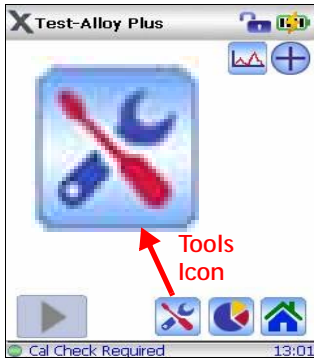 Test-Alloy Plus
Tools
Icon
Cal Check Required
13:01